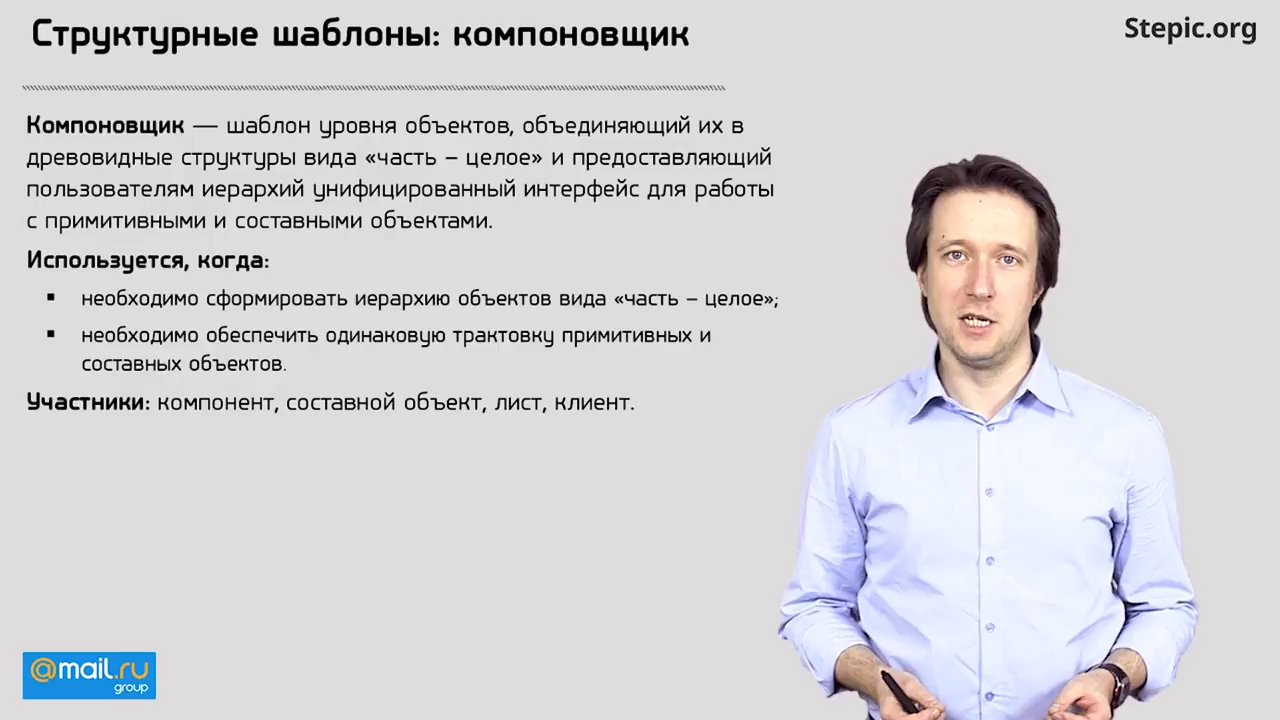 Структурные шаблоны: компоновщик
Stepic.org
Компоновщик — шаблон уровня объектов, объединяющий их в
древовидные структуры вида «часть – целое» и предоставляющий
пользователям иерархий унифицированный интерфейс для работы
с примитивными и составными объектами.
Используется, когда:
▪ необходимо сформировать иерархию объектов вида «часть – целое»;
▪ необходимо обеспечить одинаковую трактовку примитивных и
составных объектов.
Участники: компонент, составной объект, лист, клиент.
@mail.ru
group